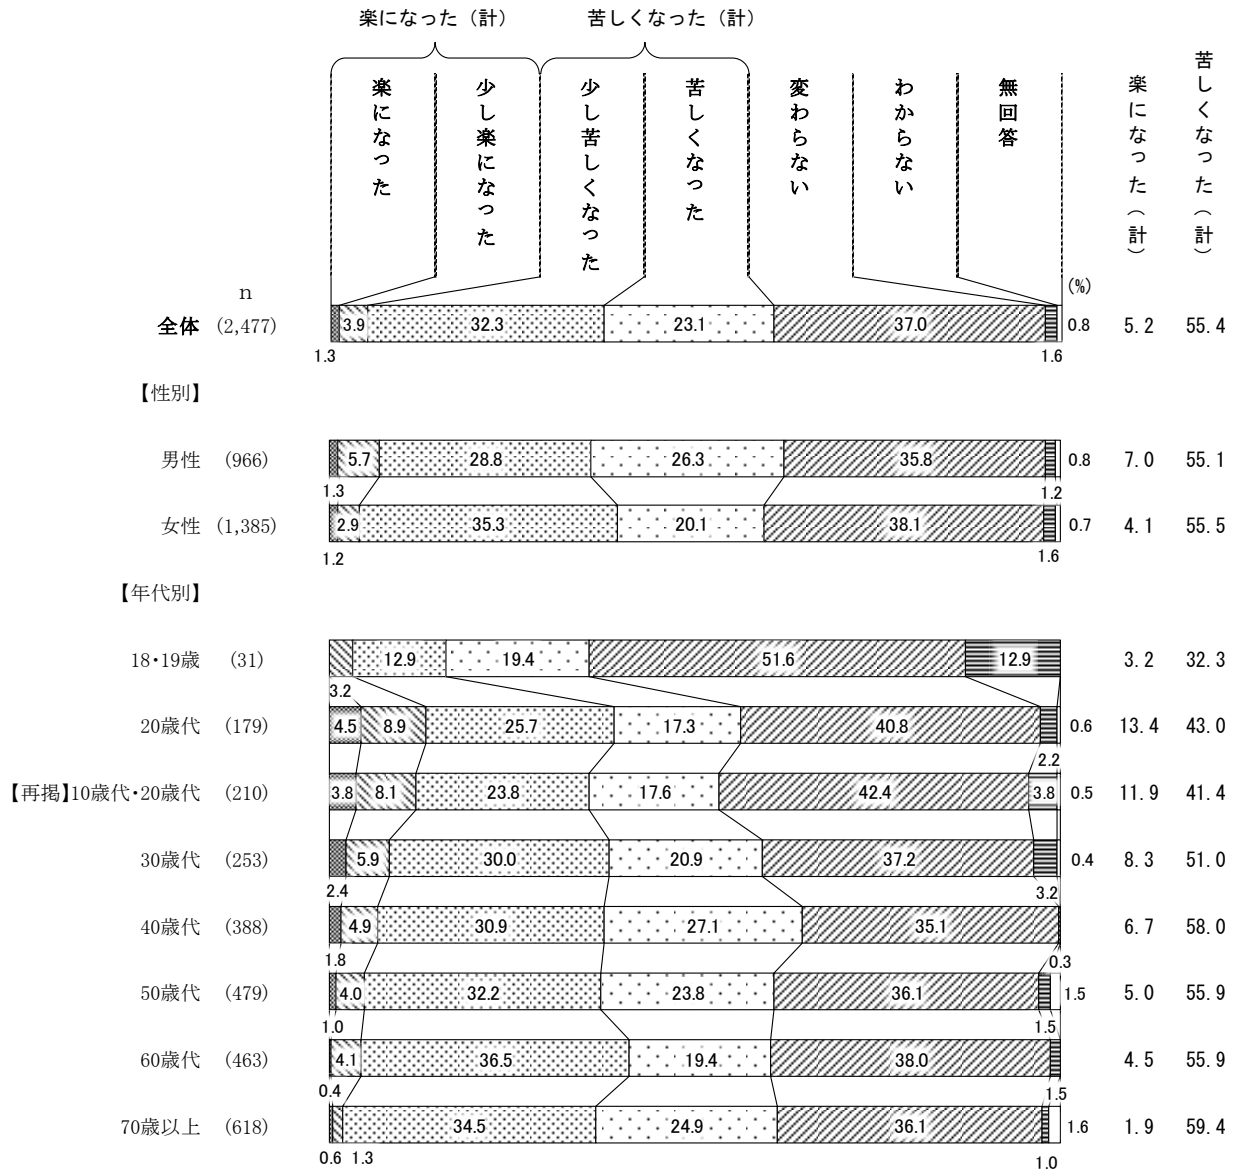 楽になった（計）　苦しくなった（計）
楽になった
少し楽になった
少し苦しくなった
苦しくなった
変わらない
わからない
無回答
楽になった（計）
苦しくなった（計）
n
(%)
全体 (2,477) 3.9 32.3 23.1 37.0 0.8 5.2 55.4
1.3 1.6
【性別】
男性 (966) 5.7 28.8 26.3 35.8 0.8 7.0 55.1
1.3 1.2
女性 (1,385) 2.9 35.3 20.1 38.1 0.7 4.1 55.5
1.2 1.6
【年代別】
18・19歳 (31) 12.9 19.4 51.6 12.9 3.2 32.3
3.2
20歳代 (179) 4.5 8.9 25.7 17.3 40.8 0.6 13.4 43.0
2.2
【再掲】10歳代・20歳代 (210) 3.8 8.1 23.8 17.6 42.4 3.8 0.5 11.9 41.4
30歳代 (253) 5.9 30.0 20.9 37.2 0.4 8.3 51.0
2.4 3.2
40歳代 (388) 4.9 30.9 27.1 35.1 6.7 58.0
1.8 0.3
50歳代 (479) 4.0 32.2 23.8 36.1 1.5 5.0 55.9
1.0 1.5
60歳代 (463) 4.1 36.5 19.4 38.0 4.5 55.9
0.4 1.5
70歳以上 (618) 34.5 24.9 36.1 1.6 1.9 59.4
0.6 1.3 1.0